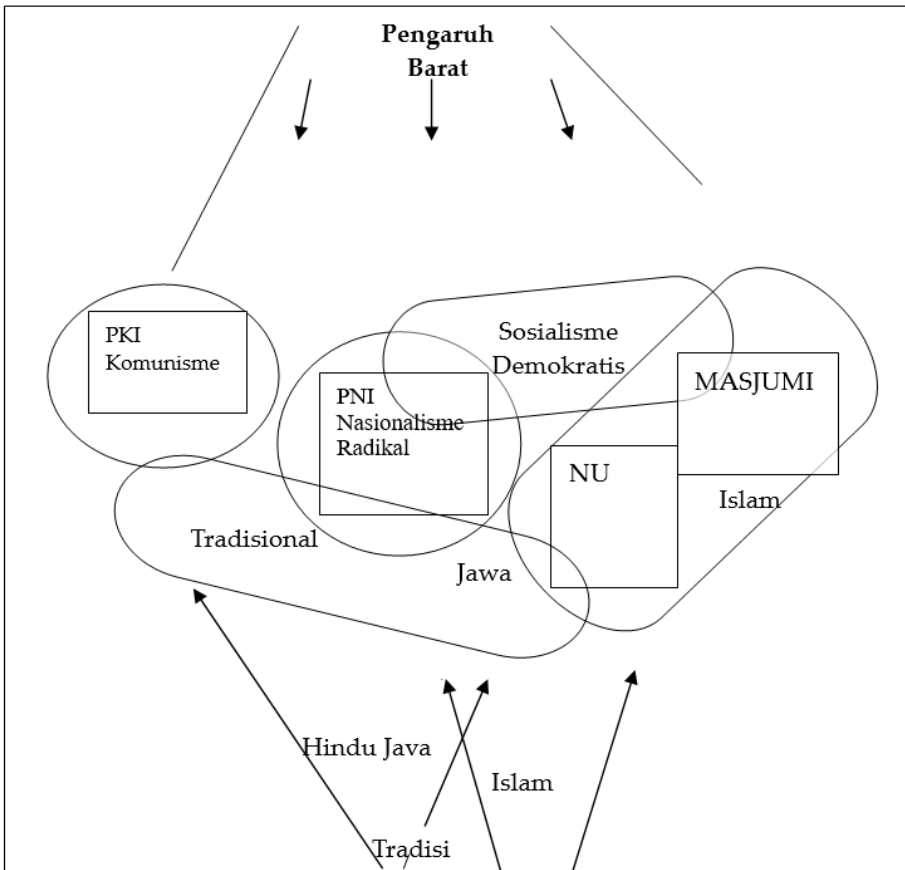 Pengaruh
Barat
PKI
Komunisme
PNI
Nasionalisme
Radikal
Sosialisme
Demokratis
MASJUMI
NU
Islam
Tradisional
Jawa
Hindu Java
Islam
Tradisi